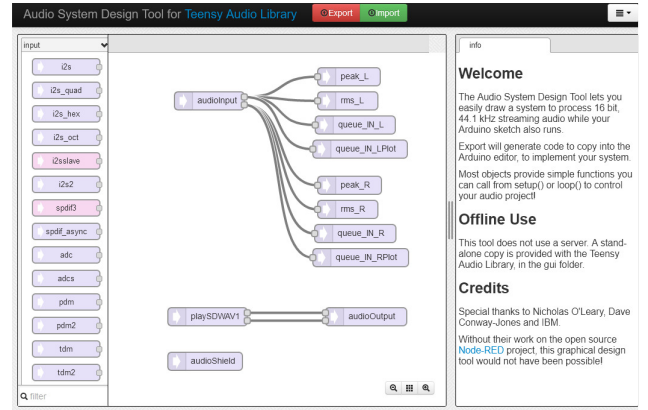 Audio System Design Tool for Teensy Audio Library
Export
Import
input
i2s
i2s_quad
i2s_hex
i2s_oct
i2sslave
i2s2
spdif3
spdif_async
adc
adcs
pdm
pdm2
tdm
tdm2
filter
audioInput
peak_L
rms_L
queue_IN_L
queue_IN_LPlot
peak_R
rms_R
queue_IN_R
queue_IN_RPlot
playSDWAV1
audioOutput
audioShield
info
Welcome
The Audio System Design Tool lets you
easily draw a system to process 16 bit,
44.1 kHz streaming audio while your
Arduino sketch also runs.
Export will generate code to copy into the
Arduino editor, to implement your system.
Most objects provide simple functions you
can call from setup() or loop() to control
your audio project!
Offline Use
This tool does not use a server. A stand-
alone copy is provided with the Teensy
Audio Library, in the gui folder.
Credits
Special thanks to Nicholas O'Leary, Dave
Conway-Jones and IBM.
Without their work on the open source
Node-RED project, this graphical design
tool would not have been possible!